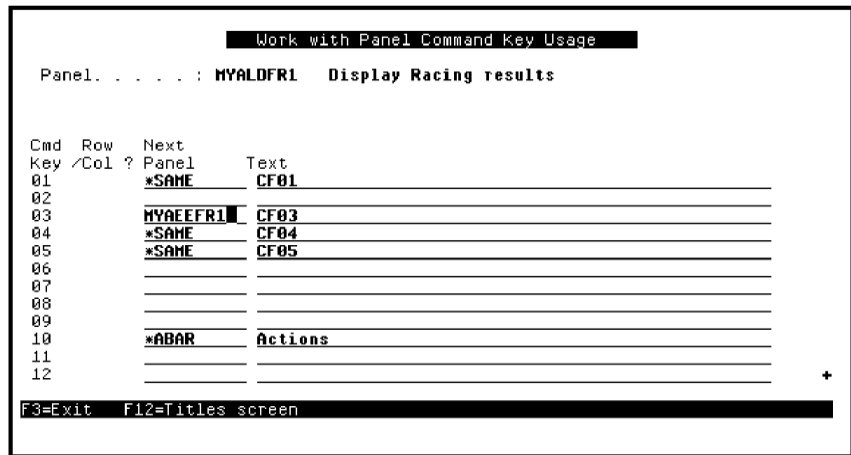 Work with Panel Command Key Usage
Panel. . . . . : MYALDFR1 Display Racing results
Cmd Row Next
Key /Col ? Panel Text
01 *SAME CF01
02
03 MYAEEFR1 CF03
04 *SAME CF04
05 *SAME CF05
06
07
08
09
10 *ABAR Actions
11
12 +
F3=Exit F12=Titles screen